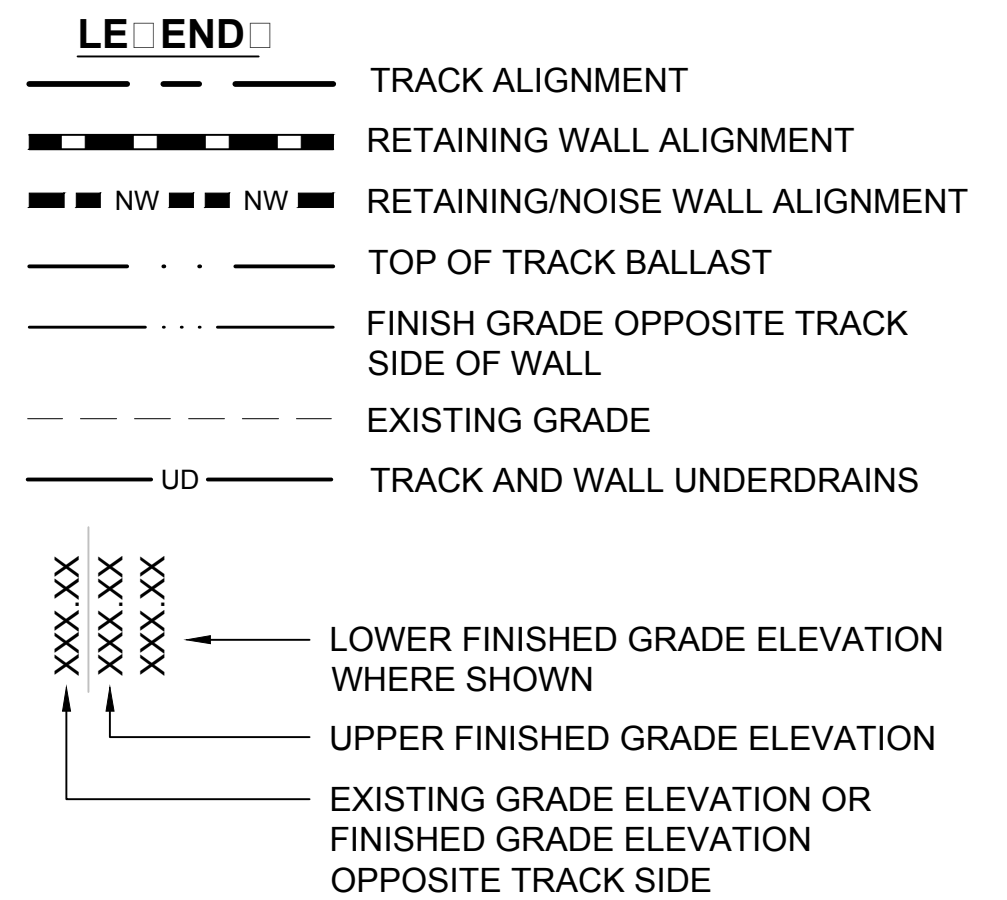 LE□END□
TRACK ALIGNMENT
RETAINING WALL ALIGNMENT
NW NW RETAINING/NOISE WALL ALIGNMENT
TOP OF TRACK BALLAST
FINISH GRADE OPPOSITE TRACK
SIDE OF WALL
EXISTING GRADE
UD TRACK AND WALL UNDERDRAINS
XXX.XX
XXX.XX
XXX.XX
LOWER FINISHED GRADE ELEVATION
WHERE SHOWN
UPPER FINISHED GRADE ELEVATION
EXISTING GRADE ELEVATION OR
FINISHED GRADE ELEVATION
OPPOSITE TRACK SIDE